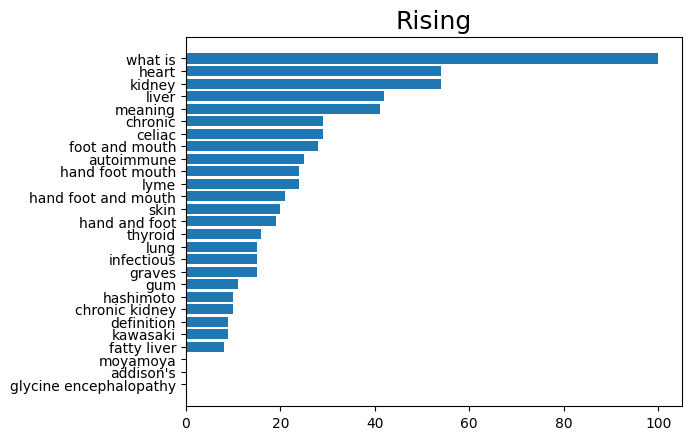 Rising
what is
heart
kidney
liver
meaning
chronic
celiac
foot and mouth
autoimmune
hand foot mouth
lyme
hand foot and mouth
skin
hand and foot
thyroid
lung
infectious
graves
gum
hashimoto
chronic kidney
definition
kawasaki
fatty liver
moyamoya
addison's
glycine encephalopathy
0 20 40 60 80 100